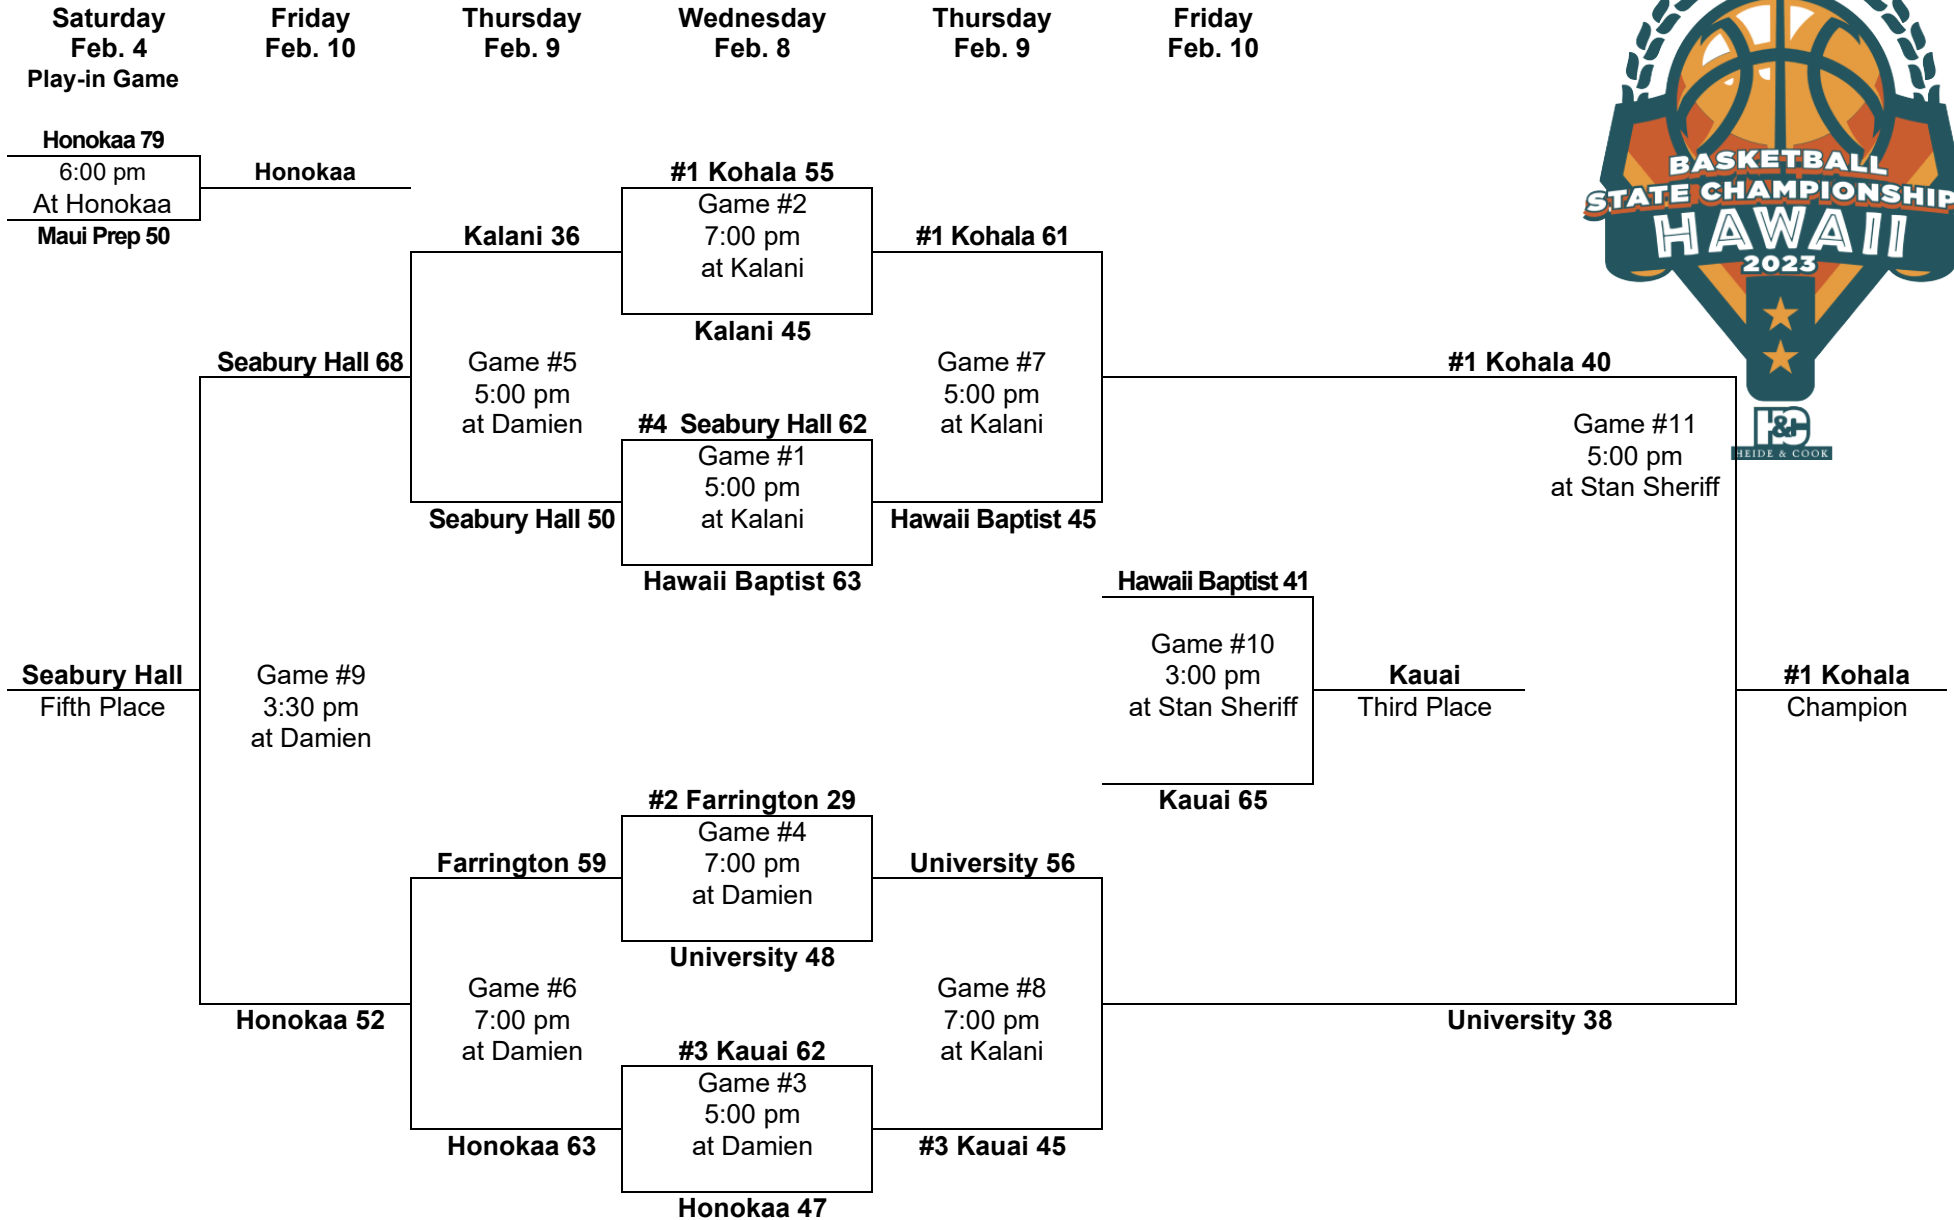 Saturday
Feb. 4
Play-in Game
Friday
Feb. 10
Thursday
Feb. 9
Wednesday
Feb. 8
Thursday
Feb. 9
Friday
Feb. 10
BASKETBALL
STATE CHAMPIONSHIP
HAWAII
2023
H&C
HEIDE & COOK
Honokaa 79
6:00 pm
At Honokaa
Maui Prep 50
Honokaa
#1 Kohala 55
Game #2
7:00 pm
at Kalani
Kalani 45
Kalani 36
#1 Kohala 61
Seabury Hall 68
Game #5
5:00 pm
at Damien
Game #7
5:00 pm
at Kalani
#1 Kohala 40
#4 Seabury Hall 62
Game #1
5:00 pm
at Kalani
Hawaii Baptist 63
Game #11
5:00 pm
at Stan Sheriff
Seabury Hall 50
Hawaii Baptist 45
Hawaii Baptist 41
Game #10
3:00 pm
at Stan Sheriff
Kauai 65
Seabury Hall
Fifth Place
Game #9
3:30 pm
at Damien
Kauai
Third Place
#1 Kohala
Champion
#2 Farrington 29
Game #4
7:00 pm
at Damien
University 48
Farrington 59
University 56
Honokaa 52
Game #6
7:00 pm
at Damien
Game #8
7:00 pm
at Kalani
University 38
#3 Kauai 62
Game #3
5:00 pm
at Damien
Honokaa 47
Honokaa 63
#3 Kauai 45